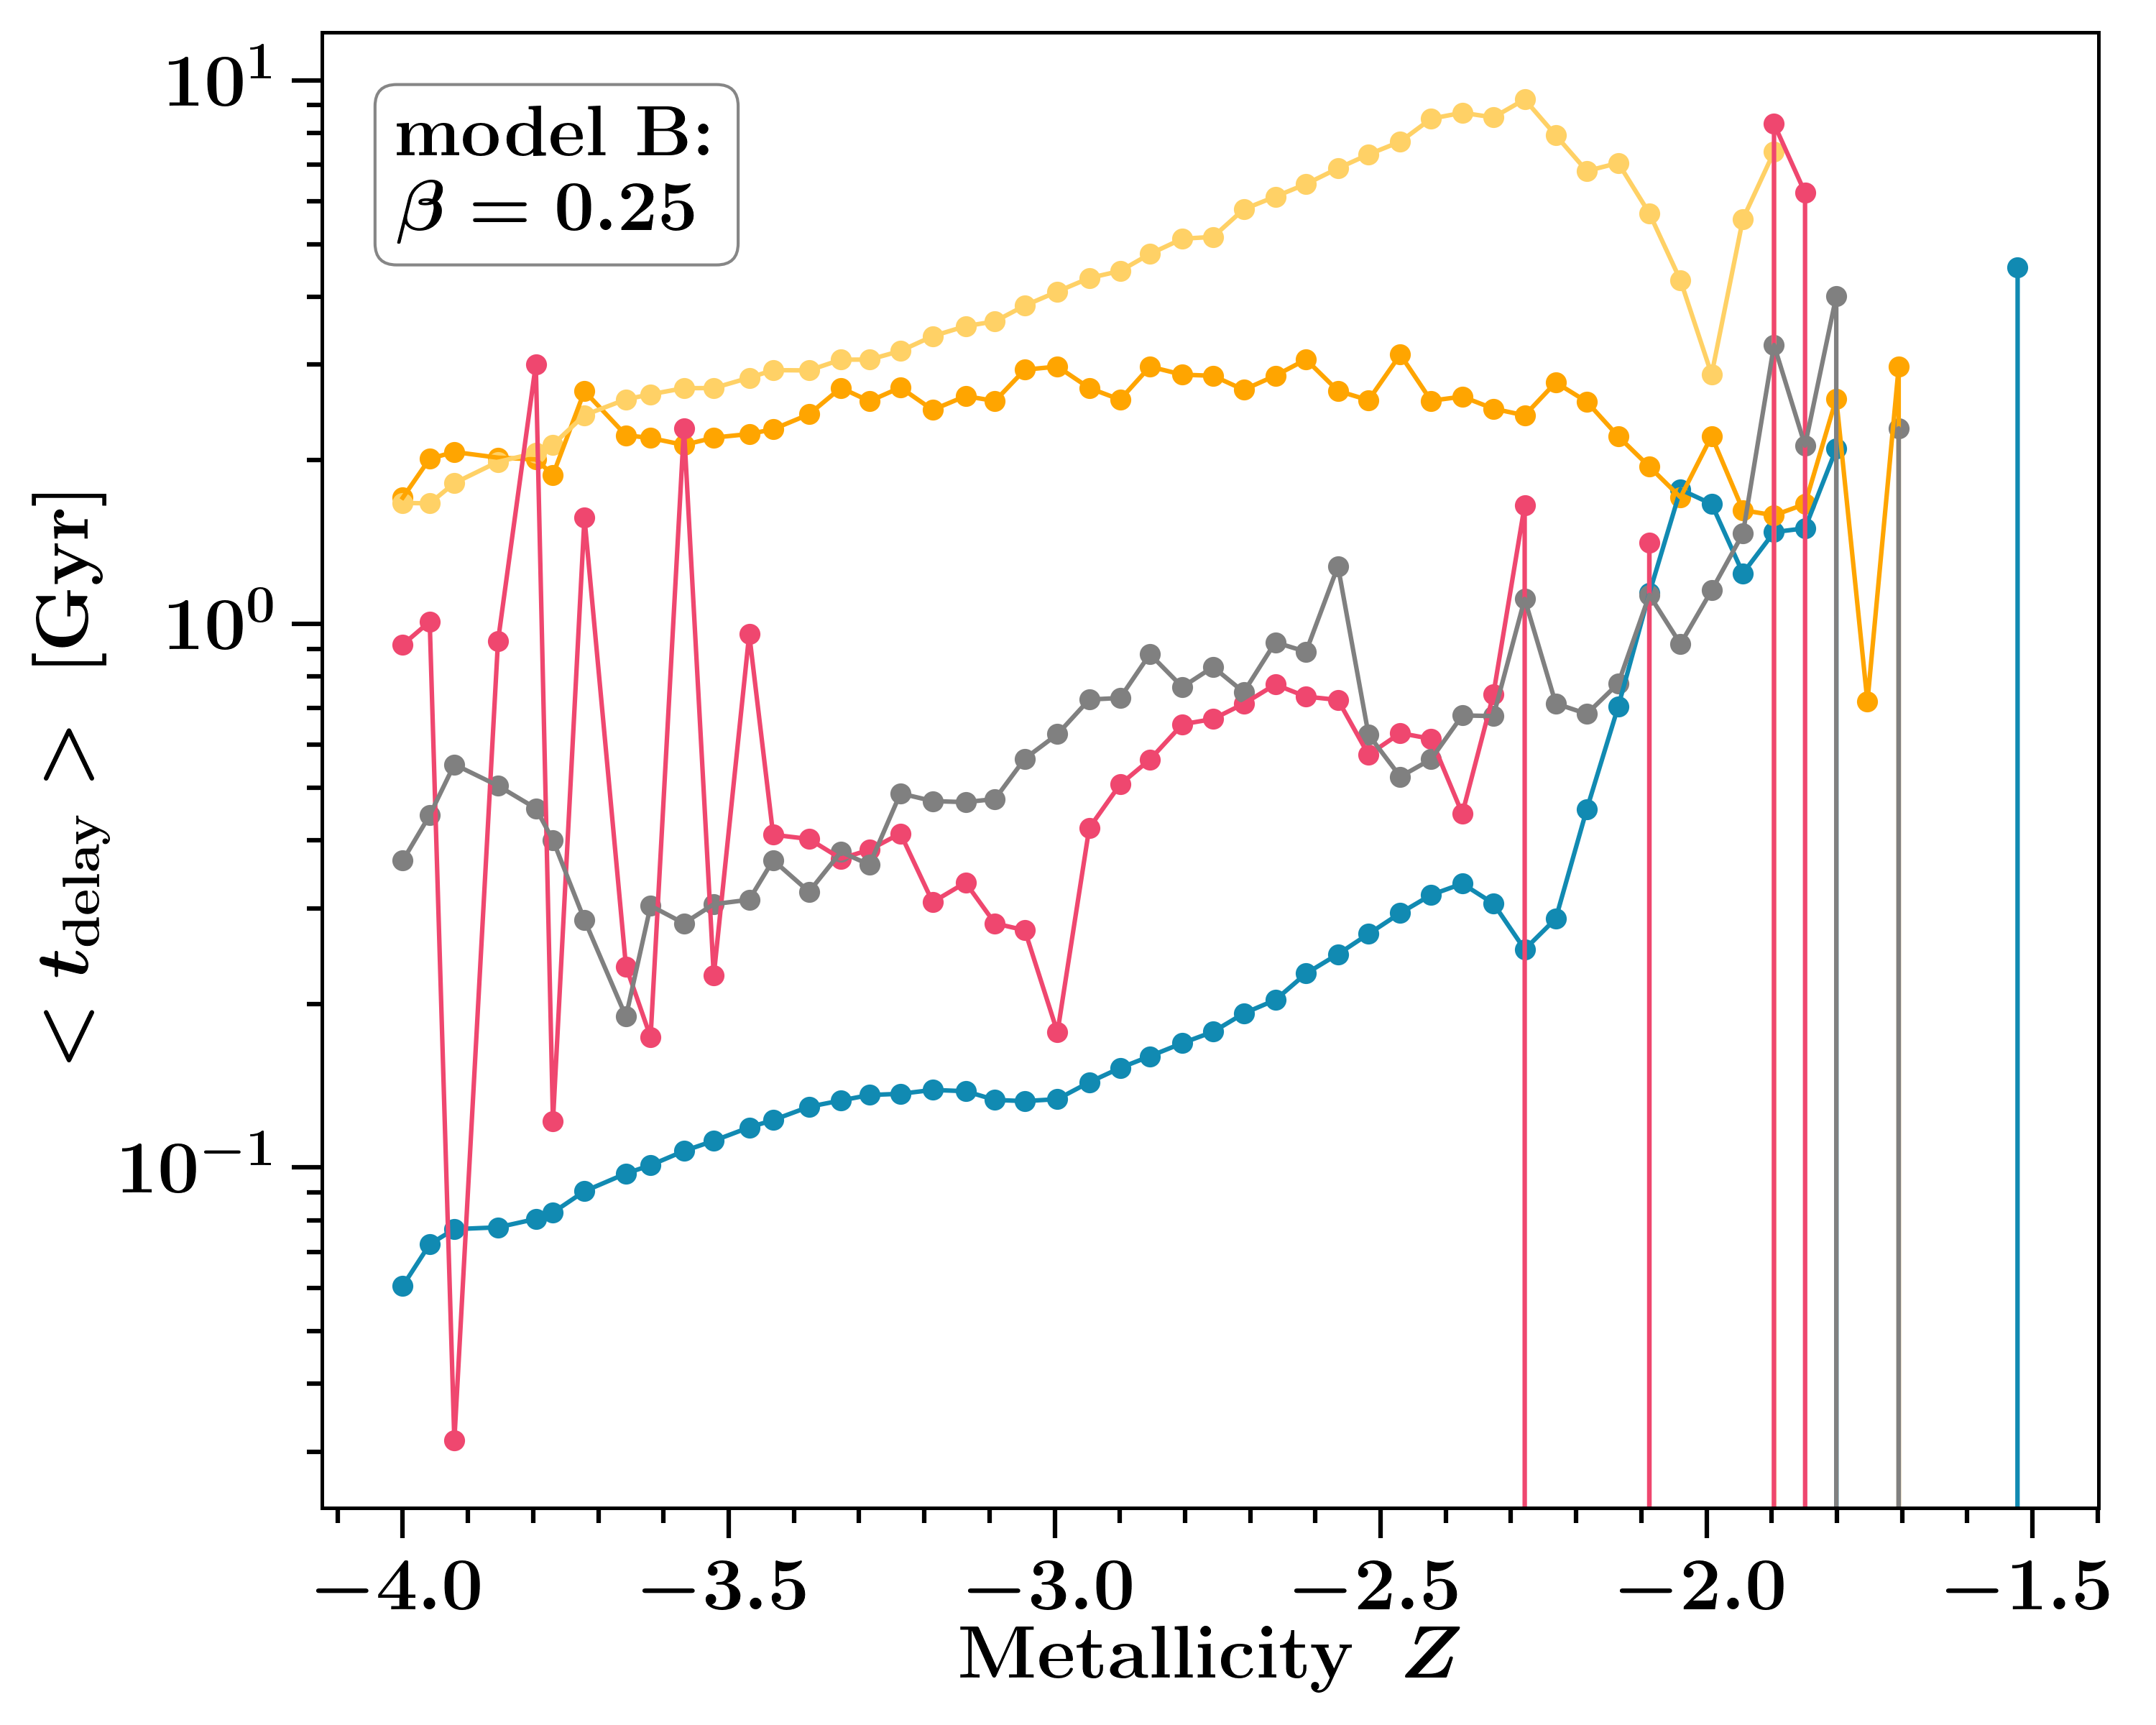 model B:
β = 0.25
10¹
10⁰
10⁻¹
< t_delay > [Gyr]
−4.0 −3.5 −3.0 −2.5 −2.0 −1.5
Metallicity Z